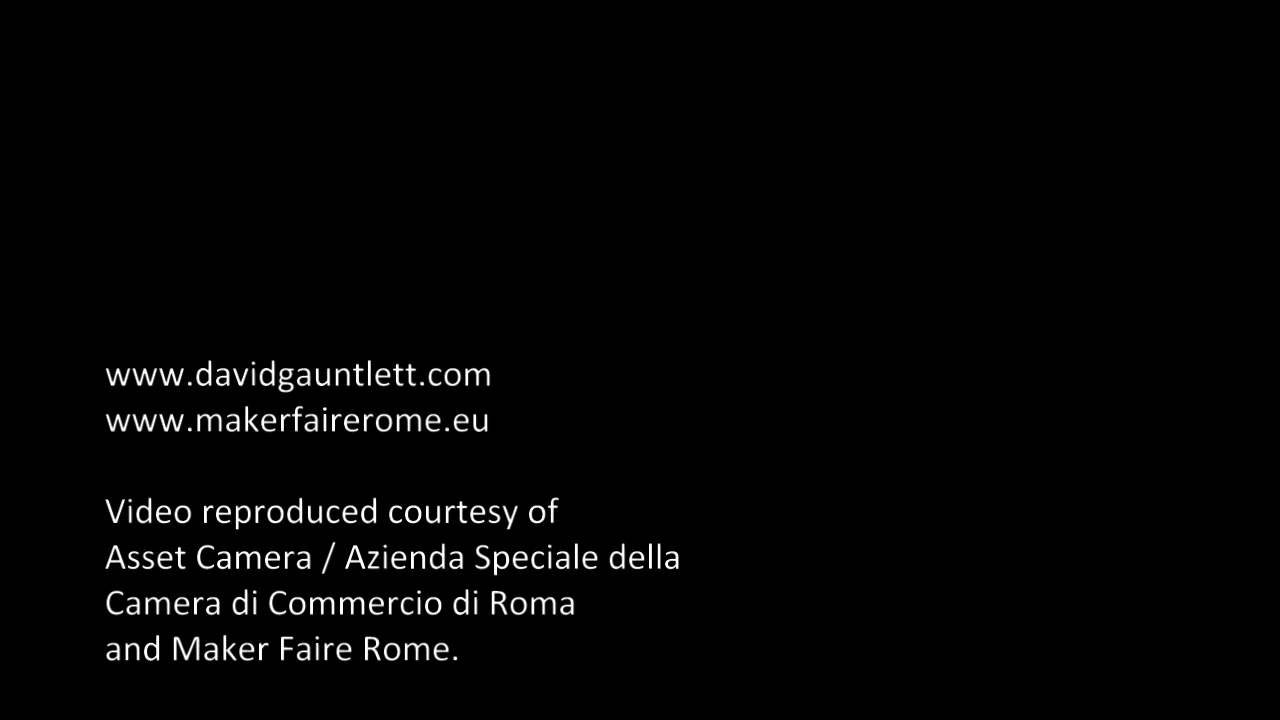 www.davidgauntlett.com
www.makerfairerome.eu
Video reproduced courtesy of
Asset Camera / Azienda Speciale della
Camera di Commercio di Roma
and Maker Faire Rome.